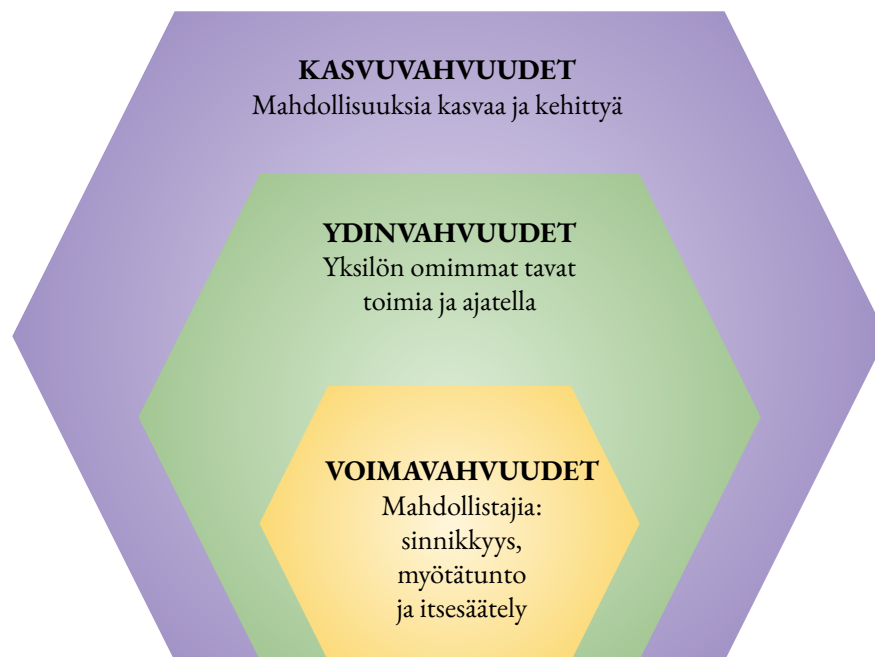 KASVUVAHVUUDET
Mahdollisuuksia kasvaa ja kehittyä
YDINVAHVUUDET
Yksilön omimmat tavat
toimia ja ajatella
VOIMAVAHVUUDET
Mahdollistajia:
sinnikkyys,
myötätunto
ja itsesäätely